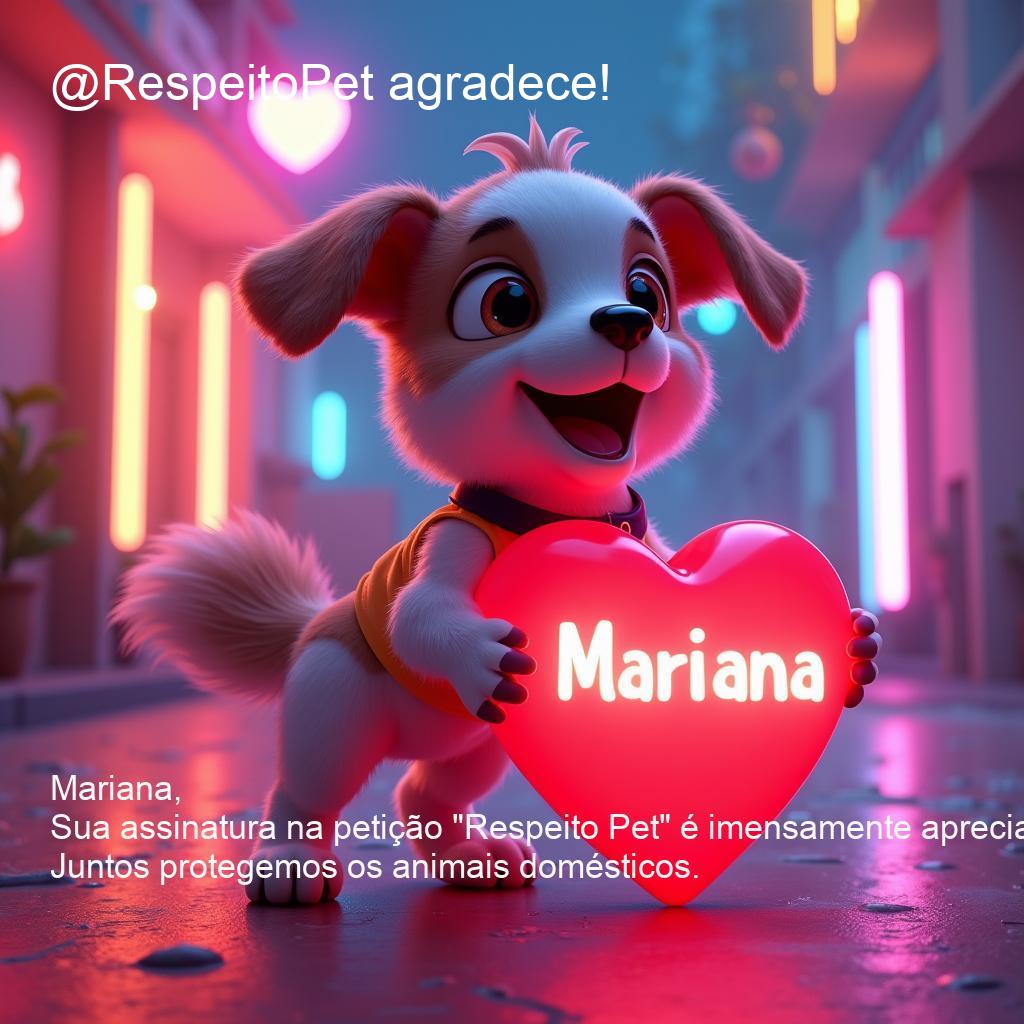 @RespeitoPet agradece!
Mariana
Mariana,
Sua assinatura na petição "Respeito Pet" é imensamente aprecia
Juntos protegemos os animais domésticos.